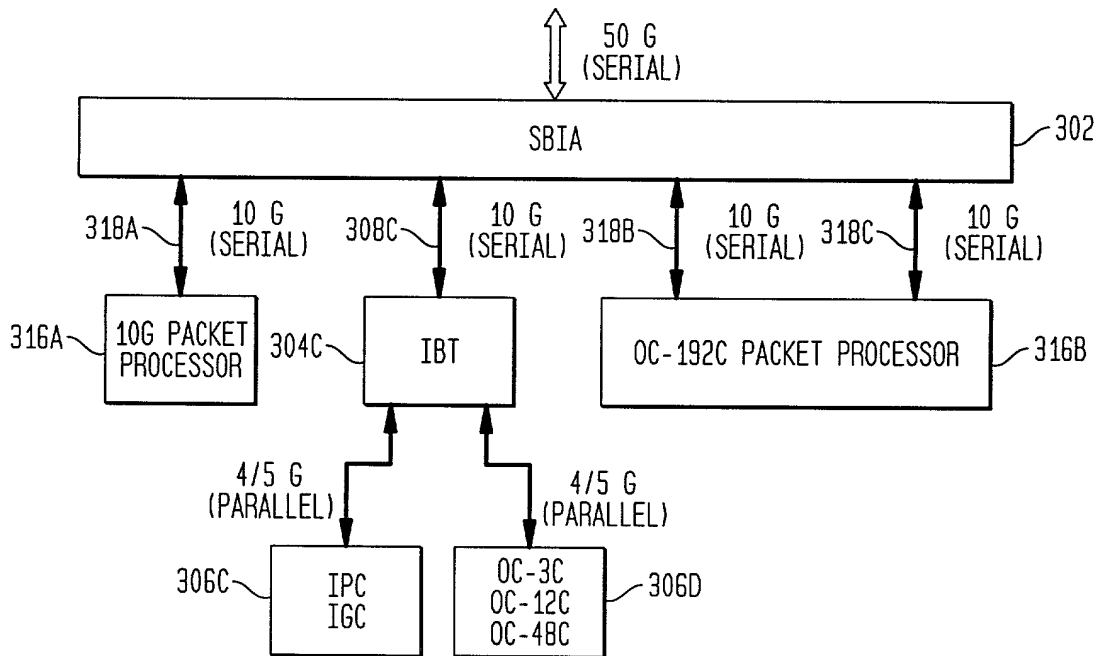 50 G
(SERIAL)
SBIA
302
318A
10 G
(SERIAL)
308C
10 G
(SERIAL)
318B
10 G
(SERIAL)
318C
10 G
(SERIAL)
316A
10G PACKET
PROCESSOR
304C
IBT
OC-192C PACKET PROCESSOR
316B
4/5 G
(PARALLEL)
4/5 G
(PARALLEL)
306C
IPC
IGC
OC-3C
OC-12C
OC-48C
306D